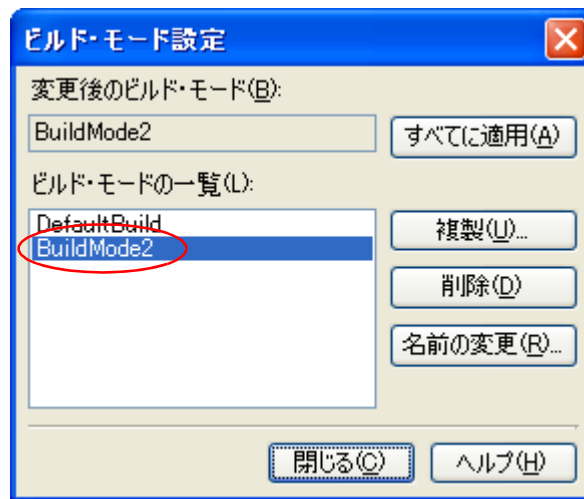 ビルド・モード設定
変更後のビルド・モード(B):
BuildMode2
すべてに適用(A)
ビルド・モードの一覧(L):
DefaultBuild
BuildMode2
複製(U)...
削除(D)
名前の変更(R)...
閉じる(C)
ヘルプ(H)